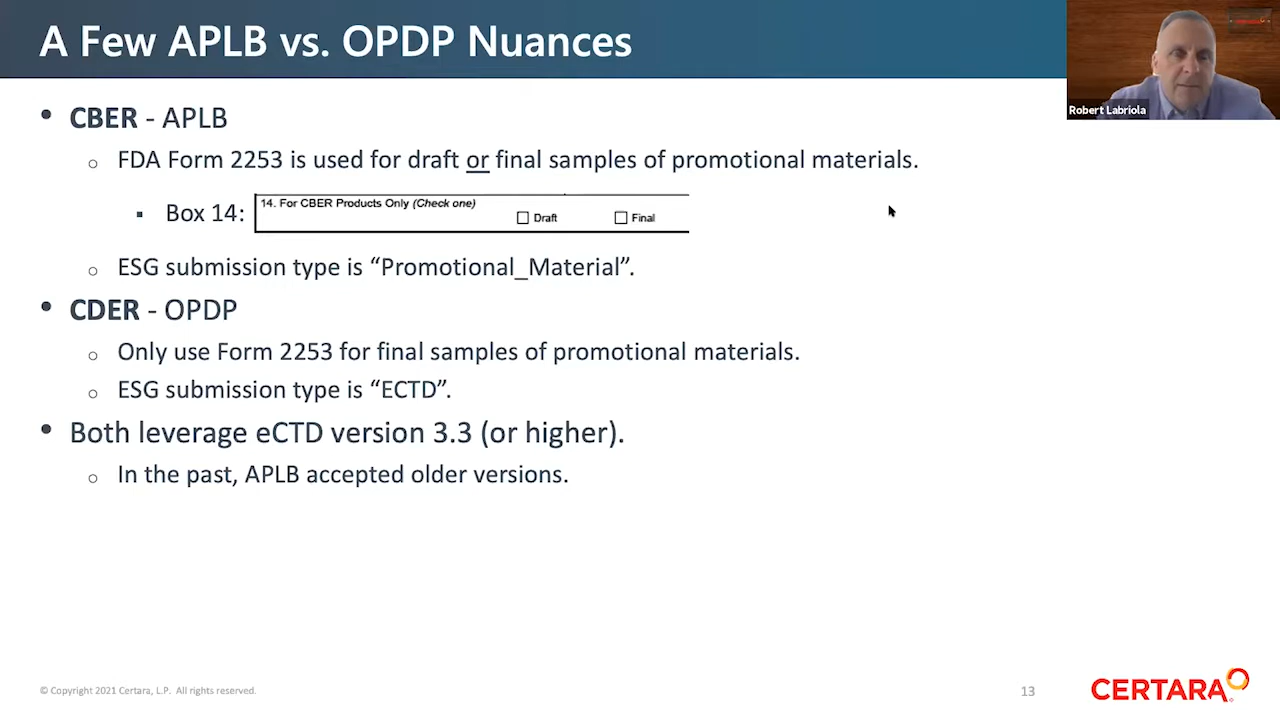 A Few APLB vs. OPDP Nuances
Robert Labriola
• CBER - APLB
o FDA Form 2253 is used for draft or final samples of promotional materials.
▪ Box 14:
14. For CBER Products Only (Check one)
☐ Draft ☐ Final
o ESG submission type is “Promotional_Material”.
• CDER - OPDP
o Only use Form 2253 for final samples of promotional materials.
o ESG submission type is “ECTD”.
• Both leverage eCTD version 3.3 (or higher).
o In the past, APLB accepted older versions.
© Copyright 2021 Certara, L.P. All rights reserved.
13
CERTARA